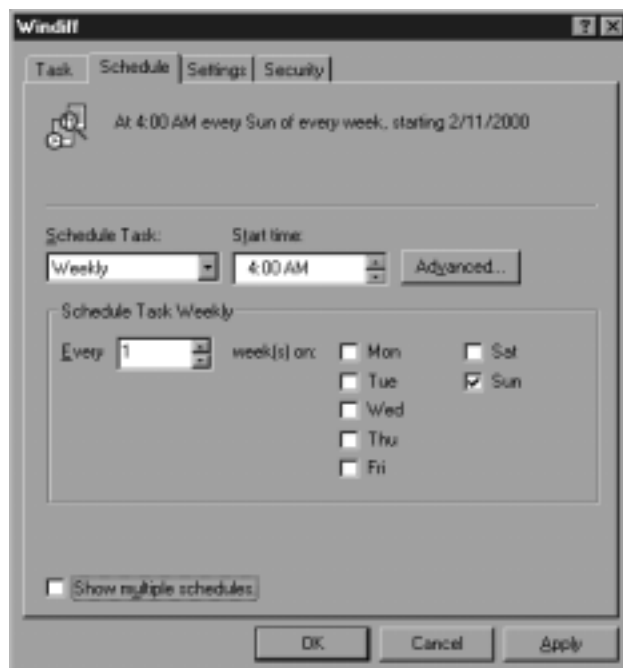 Windiff
Task Schedule Settings Security
At 4:00 AM every Sun of every week, starting 2/11/2000
Schedule Task: Start time:
Weekly 4:00 AM Advanced...
Schedule Task Weekly
Every 1 week(s) on: Mon Sat
Tue Sun
Wed
Thu
Fri
Show multiple schedules.
OK Cancel Apply